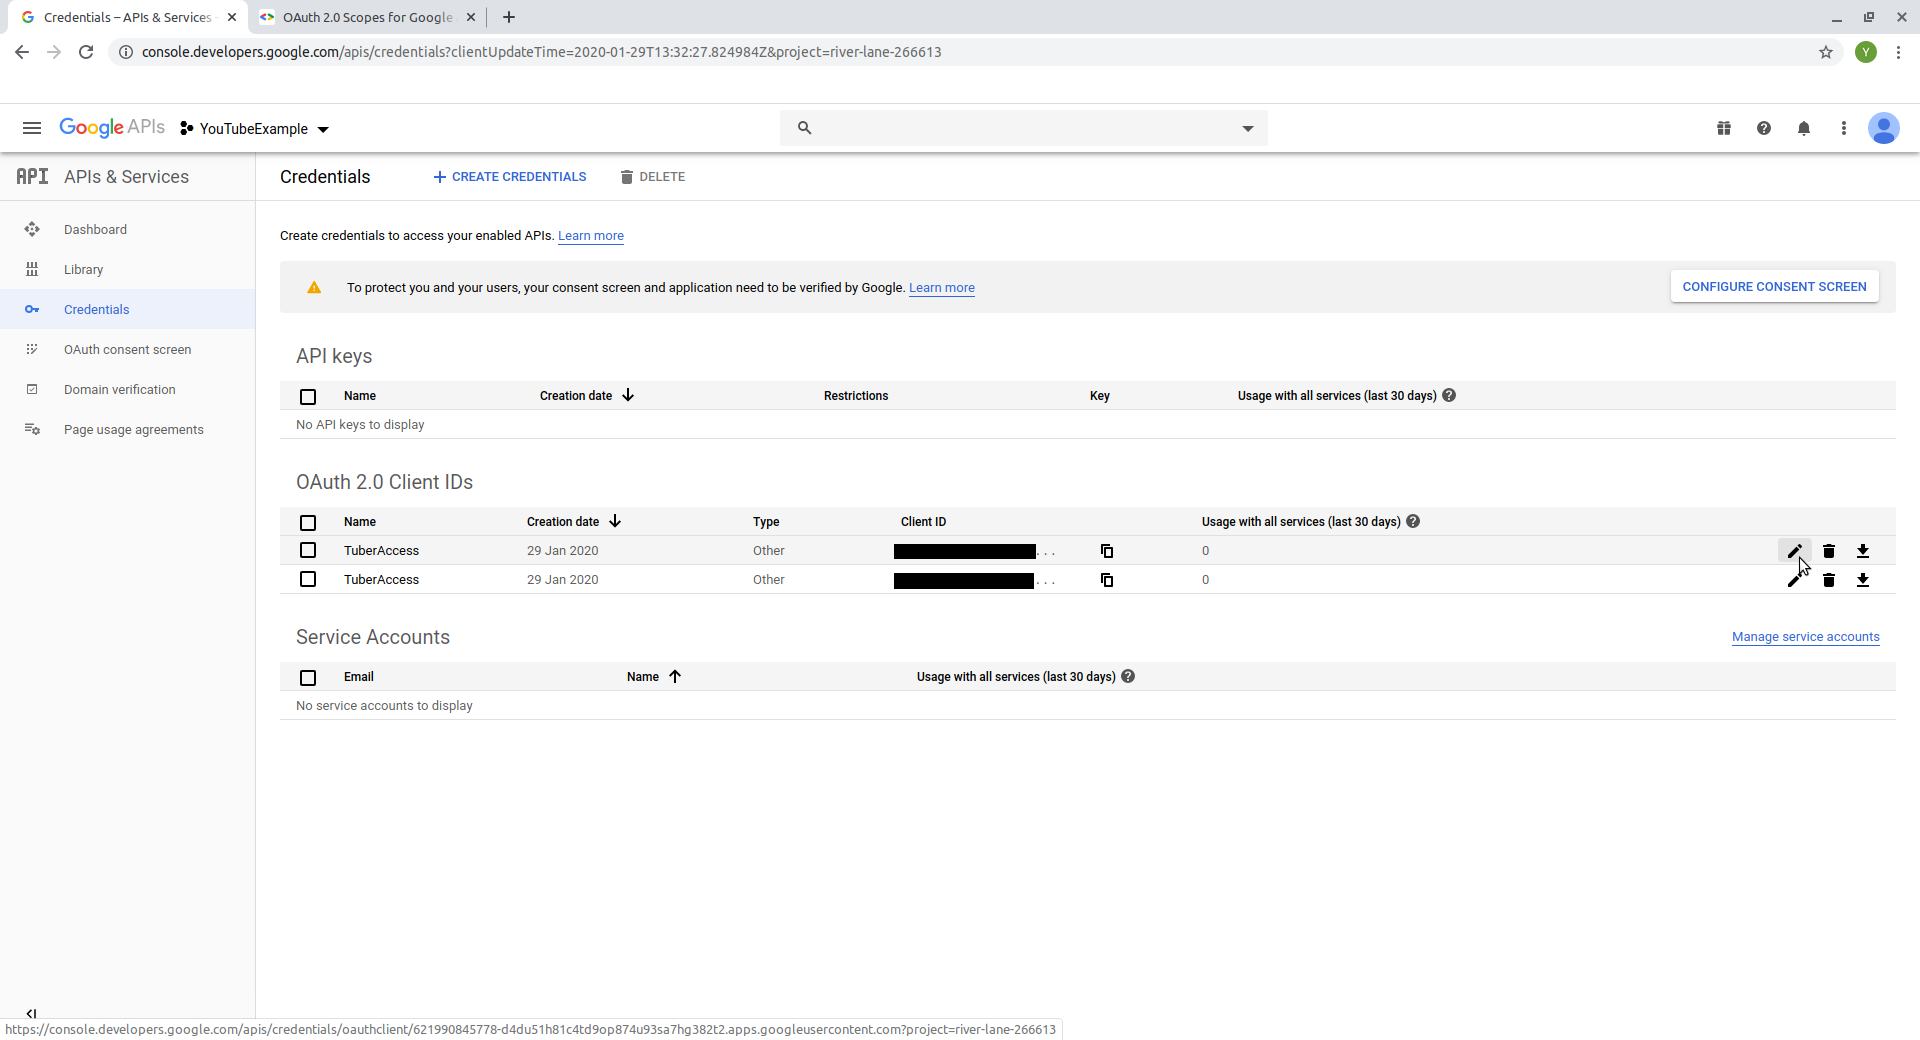 Credentials – APIs & Services -
OAuth 2.0 Scopes for Google
console.developers.google.com/apis/credentials?clientUpdateTime=2020-01-29T13:32:27.824984Z&project=river-lane-266613
Y
Google APIs YouTubeExample
API APIs & Services
Credentials CREATE CREDENTIALS DELETE
Dashboard
Library
Credentials
OAuth consent screen
Domain verification
Page usage agreements
Create credentials to access your enabled APIs. Learn more
To protect you and your users, your consent screen and application need to be verified by Google. Learn more CONFIGURE CONSENT SCREEN
API keys
Name Creation date Restrictions Key Usage with all services (last 30 days)
No API keys to display
OAuth 2.0 Client IDs
Name Creation date Type Client ID Usage with all services (last 30 days)
TuberAccess 29 Jan 2020 Other ... 0
TuberAccess 29 Jan 2020 Other ... 0
Service Accounts Manage service accounts
Email Name Usage with all services (last 30 days)
No service accounts to display
https://console.developers.google.com/apis/credentials/oauthclient/621990845778-d4du51h81c4td9op874u93sa7hg382t2.apps.googleusercontent.com?project=river-lane-266613